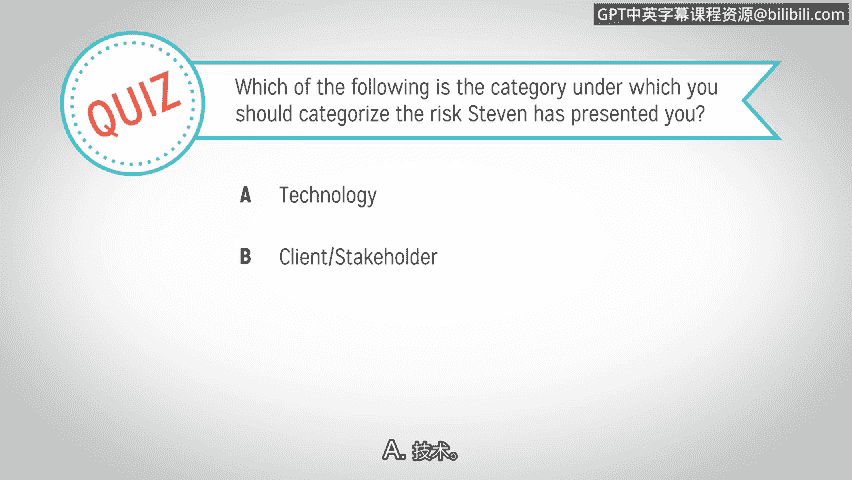 GPT中英字幕课程资源@bilibili.com
QUIZ
Which of the following is the category under which you
should categorize the risk Steven has presented you?
A Technology
B Client/Stakeholder
A. 技术。